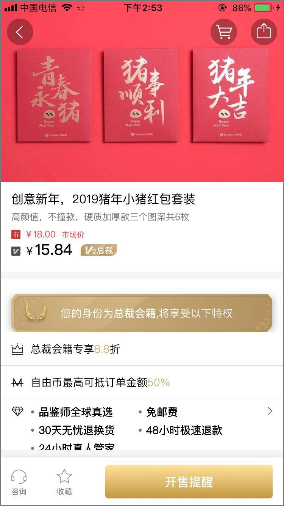 中国电信
下午2:53
86%
青春永猪
猪事顺利
猪年大吉
创意新年，2019猪年小猪红包套装
高颜值，不撞款，硬质加厚款三个图案共6枚
¥18.00 市场价
¥15.84 V2总裁
您的身份为总裁会籍,将享受以下特权
总裁会籍专享8.8折
自由币最高可抵订单金额50%
• 品鉴师全球真选 • 免邮费
• 30天无忧退换货 • 48小时极速退款
• 24小时真人管家
咨询
收藏
开售提醒